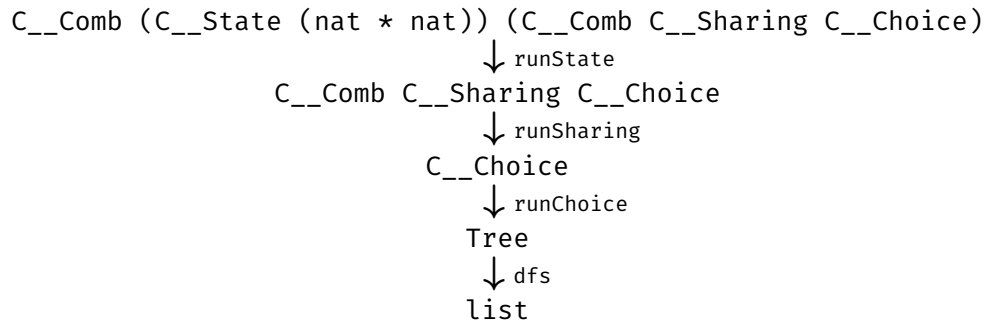 C__Comb (C__State (nat * nat)) (C__Comb C__Sharing C__Choice)
runState
C__Comb C__Sharing C__Choice
runSharing
C__Choice
runChoice
Tree
dfs
list